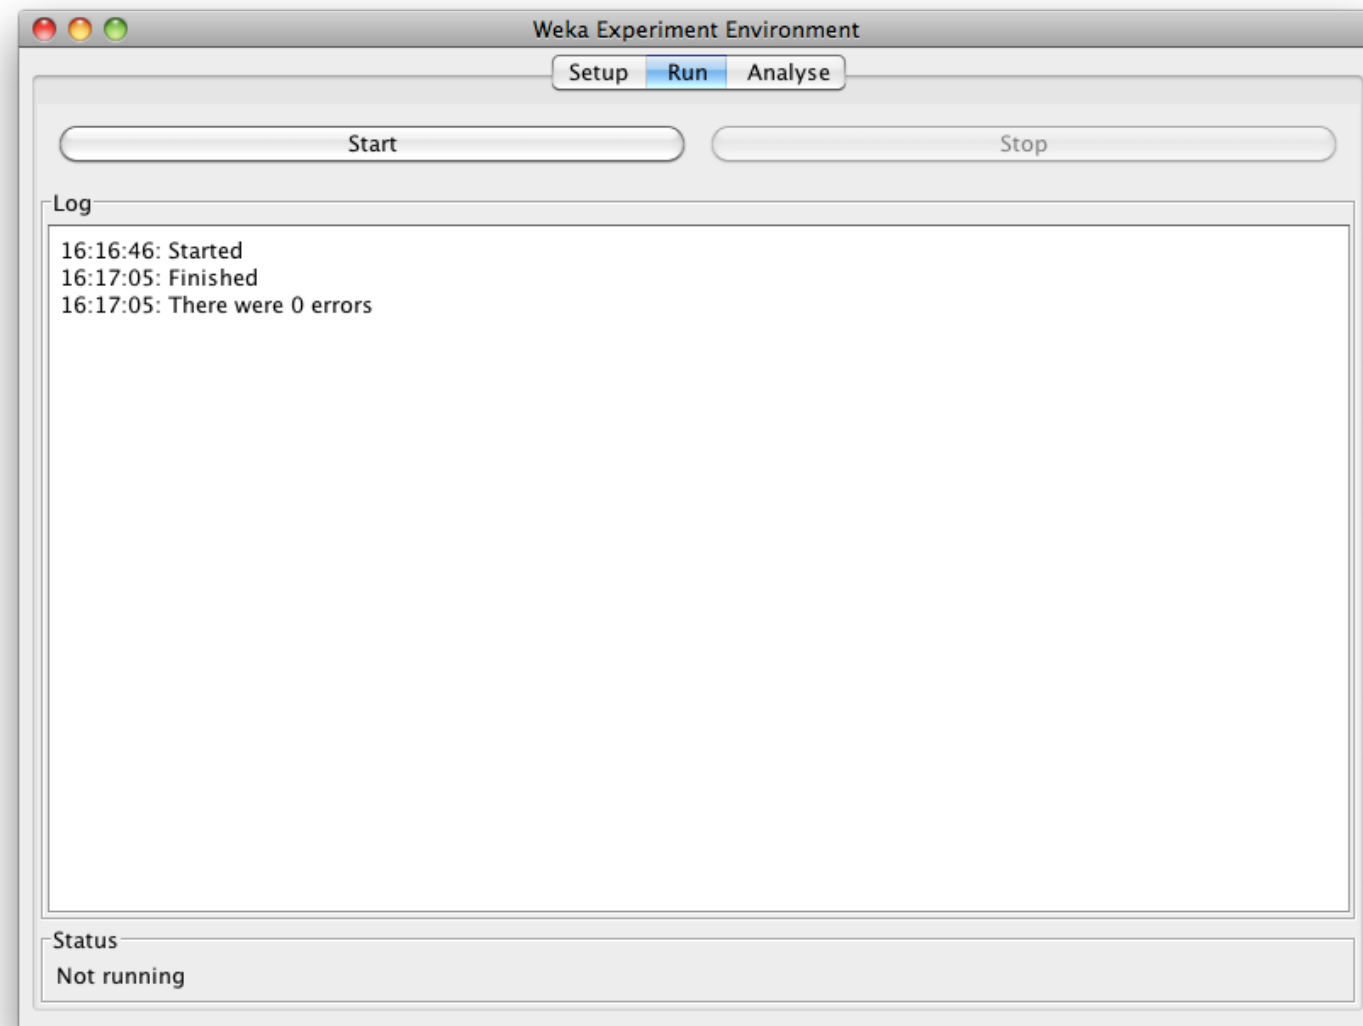 Weka Experiment Environment
Setup Run Analyse
Start Stop
Log
16:16:46: Started
16:17:05: Finished
16:17:05: There were 0 errors
Status
Not running